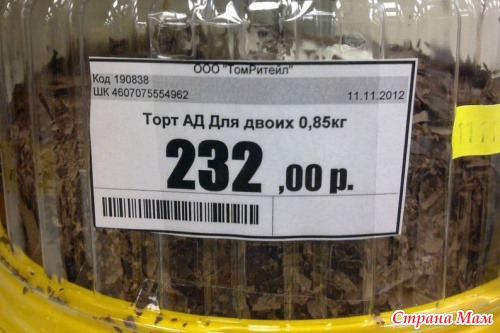 ООО "ТомРитейл"
Код 190838
ШК 4607075554962 11.11.2012
Торт АД Для двоих 0,85кг
232 ,00 р.
Страна Мам